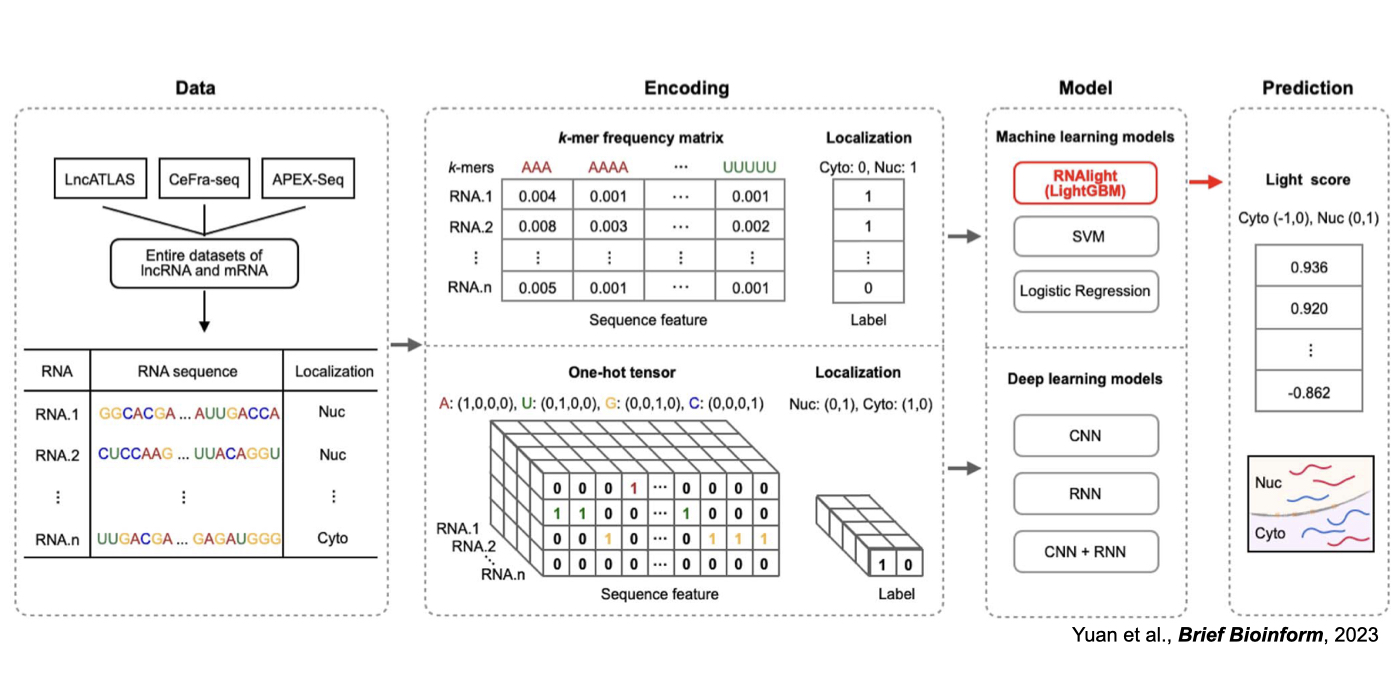 Data
LncATLAS CeFra-seq APEX-Seq
Entire datasets of
lncRNA and mRNA
RNA RNA sequence Localization
RNA.1 GGCACGA ... AUUGACCA Nuc
RNA.2 CUCCAAG ... UUACAGGU Nuc
⋮ ⋮ ⋮
RNA.n UUGACGA ... GAGAUGGG Cyto
Encoding
k-mer frequency matrix
k-mers AAA AAAA ... UUUUU
RNA.1 0.004 0.001 ... 0.001
RNA.2 0.008 0.003 ... 0.002
⋮ ⋮ ⋮ ⋮ ⋮
RNA.n 0.005 0.001 ... 0.001
Sequence feature
Localization
Cyto: 0, Nuc: 1
1
1
⋮
0
Label
One-hot tensor
A: (1,0,0,0), U: (0,1,0,0), G: (0,0,1,0), C: (0,0,0,1)
0 0 0 1 ... 0 0 0 0
1 1 0 0 ... 1 0 0 0
0 0 1 0 ... 0 1 1 1
0 0 0 0 ... 0 0 0 0
RNA.1
RNA.2
⋱
RNA.n
Sequence feature
Localization
Nuc: (0,1), Cyto: (1,0)
1 0
Label
Model
Machine learning models
RNAlight
(LightGBM)
SVM
Logistic Regression
Deep learning models
CNN
RNN
CNN + RNN
Prediction
Light score
Cyto (-1,0), Nuc (0,1)
0.936
0.920
⋮
-0.862
Nuc
Cyto
Yuan et al., Brief Bioinform, 2023